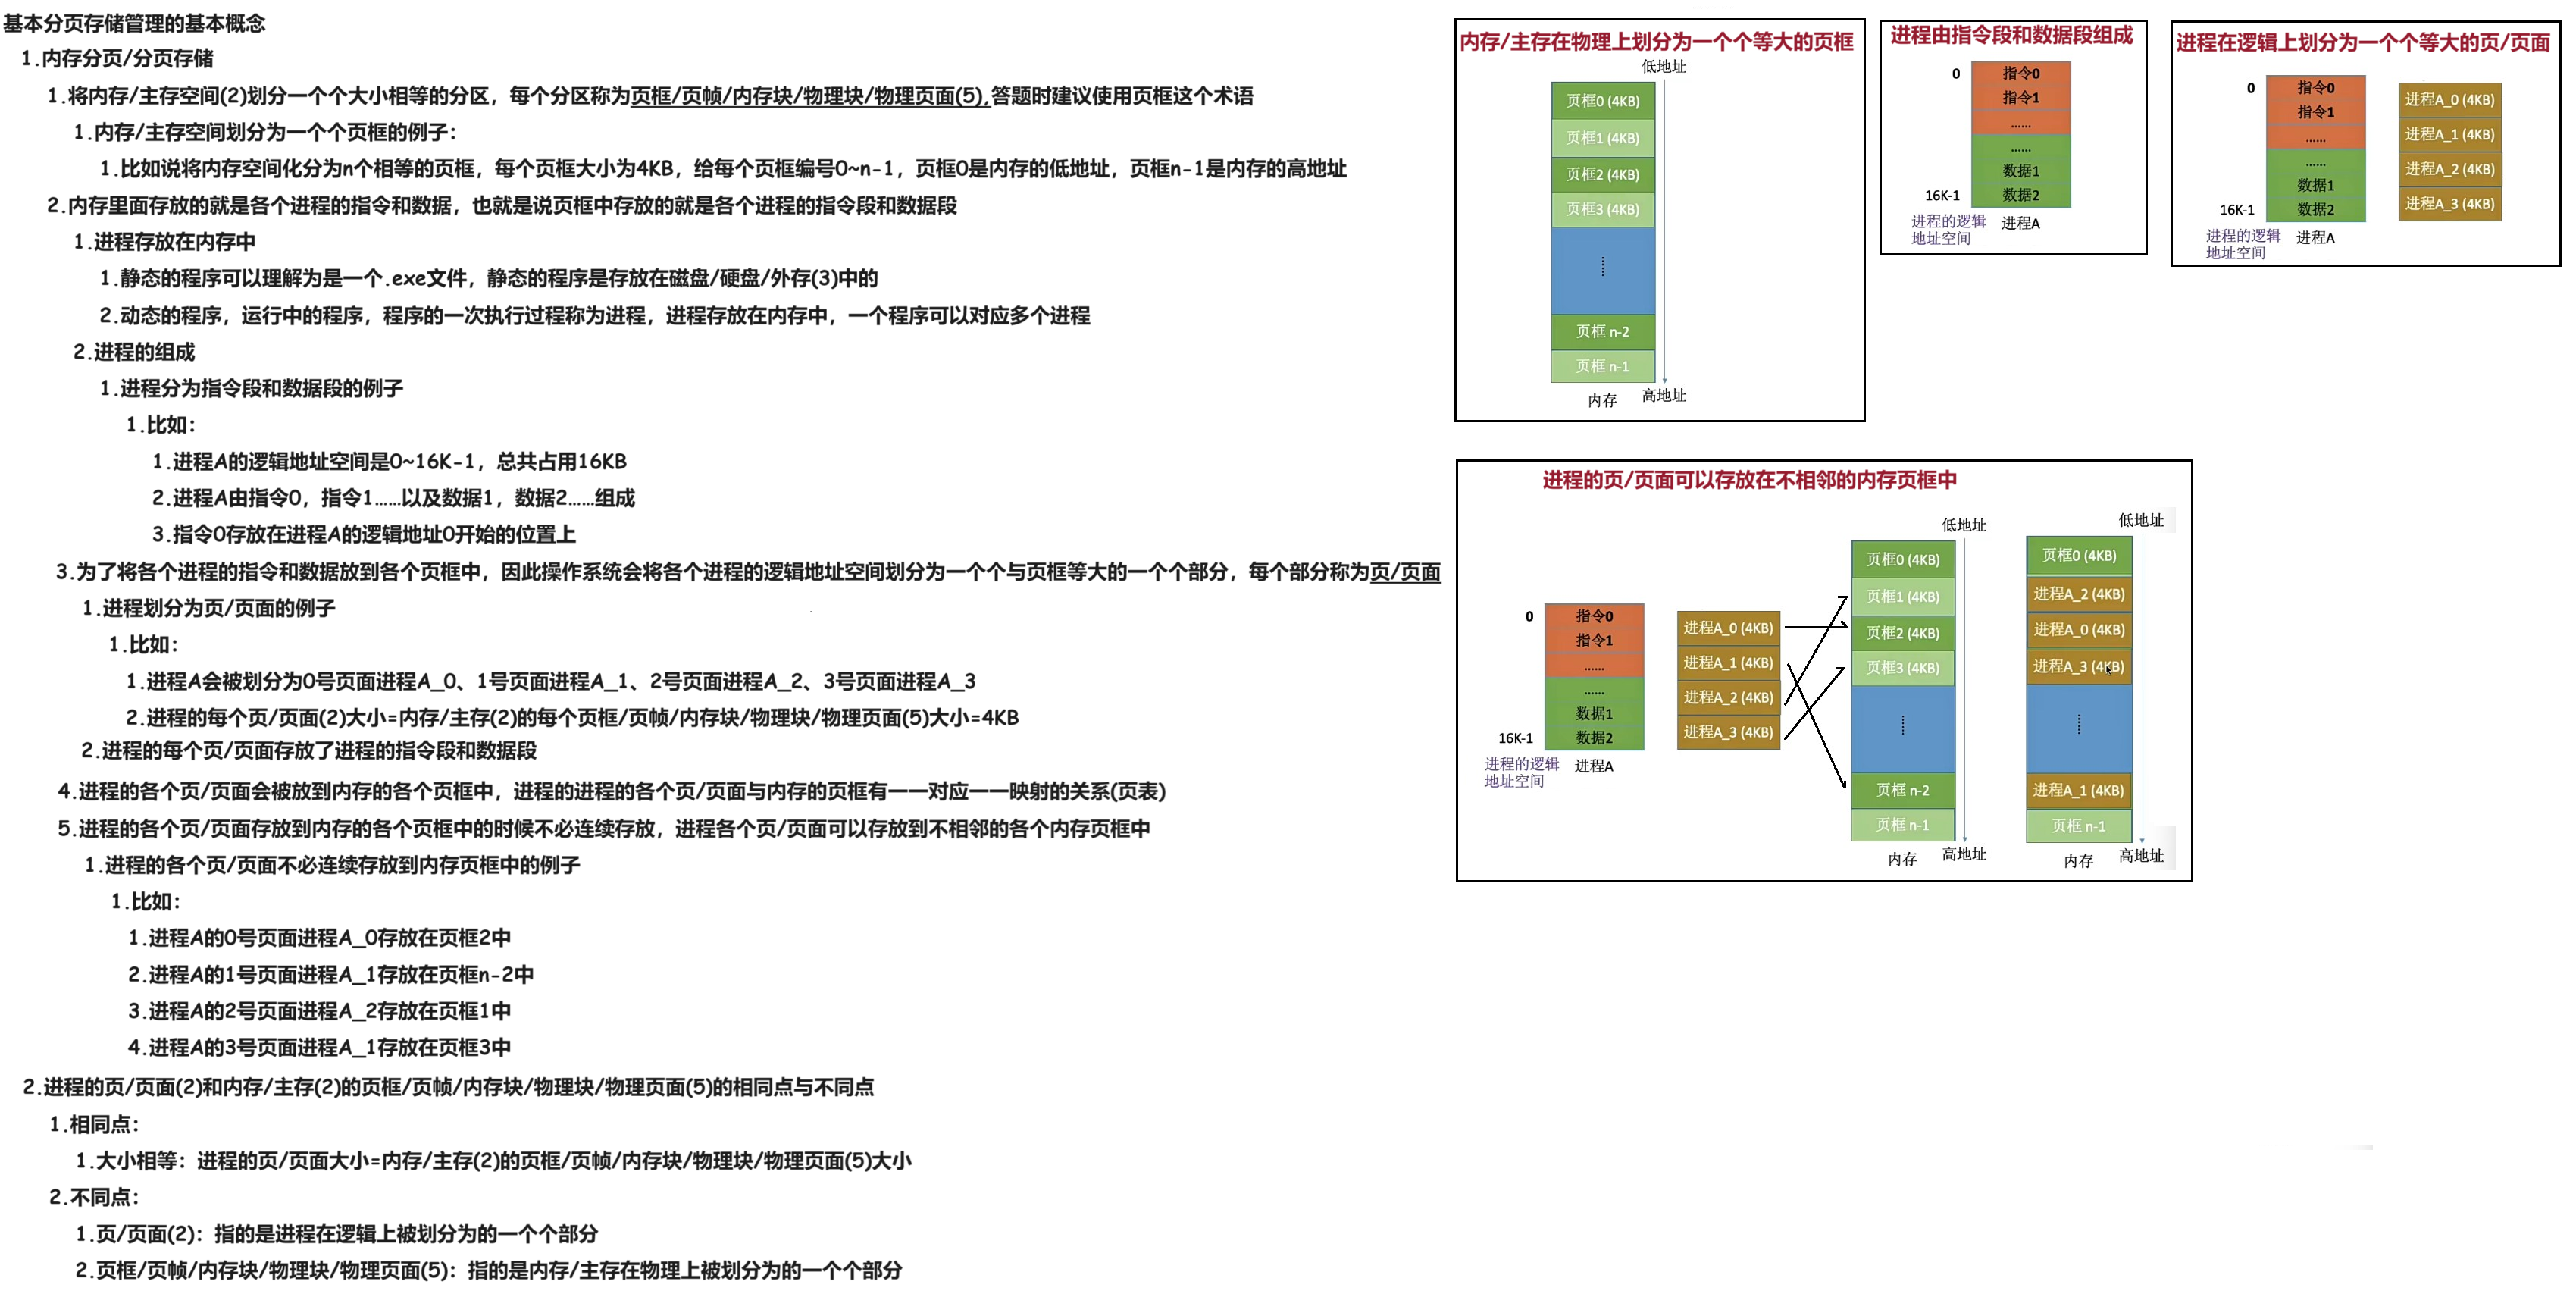 基本分页存储管理的基本概念
1.内存分页/分页存储
1.将内存/主存空间(2)划分一个个大小相等的分区，每个分区称为页框/页帧/内存块/物理块/物理页面(5),答题时建议使用页框这个术语
1.内存/主存空间划分为一个个页框的例子：
1.比如说将内存空间化分为n个相等的页框，每个页框大小为4KB，给每个页框编号0~n-1，页框0是内存的低地址，页框n-1是内存的高地址
2.内存里面存放的就是各个进程的指令和数据，也就是说页框中存放的就是各个进程的指令段和数据段
1.进程存放在内存中
1.静态的程序可以理解为是一个.exe文件，静态的程序是存放在磁盘/硬盘/外存(3)中的
2.动态的程序，运行中的程序，程序的一次执行过程称为进程，进程存放在内存中，一个程序可以对应多个进程
2.进程的组成
1.进程分为指令段和数据段的例子
1.比如：
1.进程A的逻辑地址空间是0~16K-1，总共占用16KB
2.进程A由指令0，指令1......以及数据1，数据2......组成
3.指令0存放在进程A的逻辑地址0开始的位置上
3.为了将各个进程的指令和数据放到各个页框中，因此操作系统会将各个进程的逻辑地址空间划分为一个个与页框等大的一个个部分，每个部分称为页/页面
1.进程划分为页/页面的例子
1.比如：
1.进程A会被划分为0号页面进程A_0、1号页面进程A_1、2号页面进程A_2、3号页面进程A_3
2.进程的每个页/页面(2)大小=内存/主存(2)的每个页框/页帧/内存块/物理块/物理页面(5)大小=4KB
2.进程的每个页/页面存放了进程的指令段和数据段
4.进程的各个页/页面会被放到内存的各个页框中，进程的进程的各个页/页面与内存的页框有一一对应一一映射的关系(页表)
5.进程的各个页/页面存放到内存的各个页框中的时候不必连续存放，进程各个页/页面可以存放到不相邻的各个内存页框中
1.进程的各个页/页面不必连续存放到内存页框中的例子
1.比如：
1.进程A的0号页面进程A_0存放在页框2中
2.进程A的1号页面进程A_1存放在页框n-2中
3.进程A的2号页面进程A_2存放在页框1中
4.进程A的3号页面进程A_1存放在页框3中
2.进程的页/页面(2)和内存/主存(2)的页框/页帧/内存块/物理块/物理页面(5)的相同点与不同点
1.相同点：
1.大小相等：进程的页/页面大小=内存/主存(2)的页框/页帧/内存块/物理块/物理页面(5)大小
2.不同点：
1.页/页面(2)：指的是进程在逻辑上被划分为的一个个部分
2.页框/页帧/内存块/物理块/物理页面(5)：指的是内存/主存在物理上被划分为的一个个部分
内存/主存在物理上划分为一个个等大的页框
低地址
页框0 (4KB)
页框1 (4KB)
页框2 (4KB)
页框3 (4KB)
......
页框 n-2
页框 n-1
内存
高地址
进程由指令段和数据段组成
0
指令0
指令1
......
......
数据1
16K-1
数据2
进程的逻辑
地址空间
进程A
进程在逻辑上划分为一个个等大的页/页面
0
指令0
指令1
......
......
数据1
16K-1
数据2
进程的逻辑
地址空间
进程A
进程A_0 (4KB)
进程A_1 (4KB)
进程A_2 (4KB)
进程A_3 (4KB)
进程的页/页面可以存放在不相邻的内存页框中
0
指令0
指令1
......
......
数据1
16K-1
数据2
进程的逻辑
地址空间
进程A
进程A_0 (4KB)
进程A_1 (4KB)
进程A_2 (4KB)
进程A_3 (4KB)
低地址
页框0 (4KB)
页框1 (4KB)
页框2 (4KB)
页框3 (4KB)
......
页框 n-2
页框 n-1
内存
高地址
低地址
页框0 (4KB)
进程A_2 (4KB)
进程A_0 (4KB)
进程A_3 (4KB)
......
进程A_1 (4KB)
页框 n-1
内存
高地址